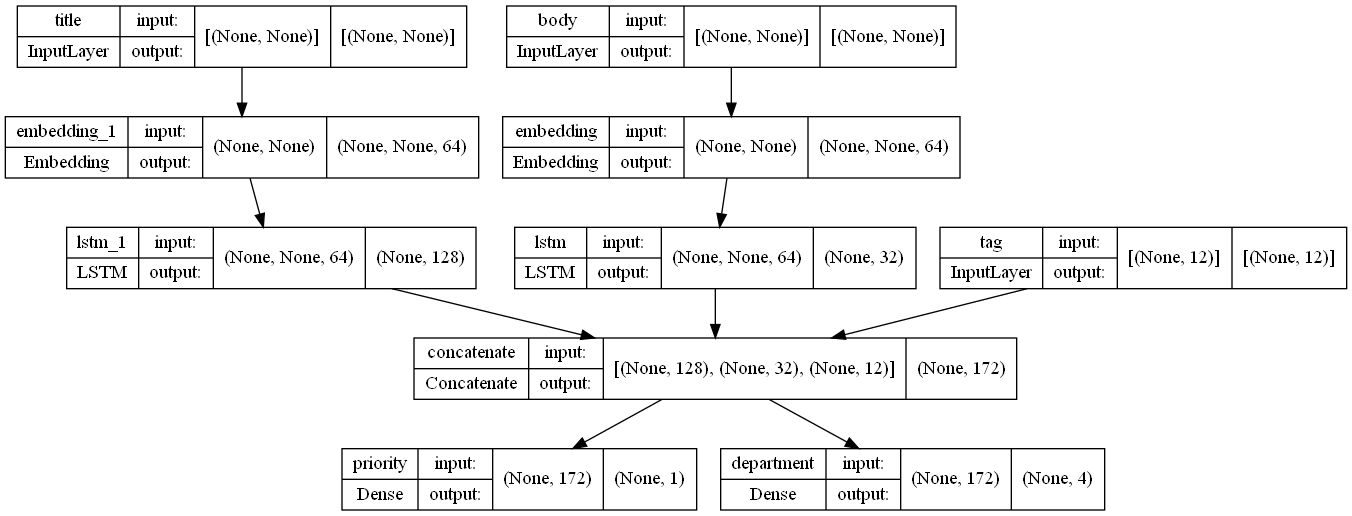 title input: [(None, None)] [(None, None)]
InputLayer output:
body input: [(None, None)] [(None, None)]
InputLayer output:
embedding_1 input: (None, None) (None, None, 64)
Embedding output:
embedding input: (None, None) (None, None, 64)
Embedding output:
lstm_1 input: (None, None, 64) (None, 128)
LSTM output:
lstm input: (None, None, 64) (None, 32)
LSTM output:
tag input: [(None, 12)] [(None, 12)]
InputLayer output:
concatenate input: [(None, 128), (None, 32), (None, 12)] (None, 172)
Concatenate output:
priority input: (None, 172) (None, 1)
Dense output:
department input: (None, 172) (None, 4)
Dense output: